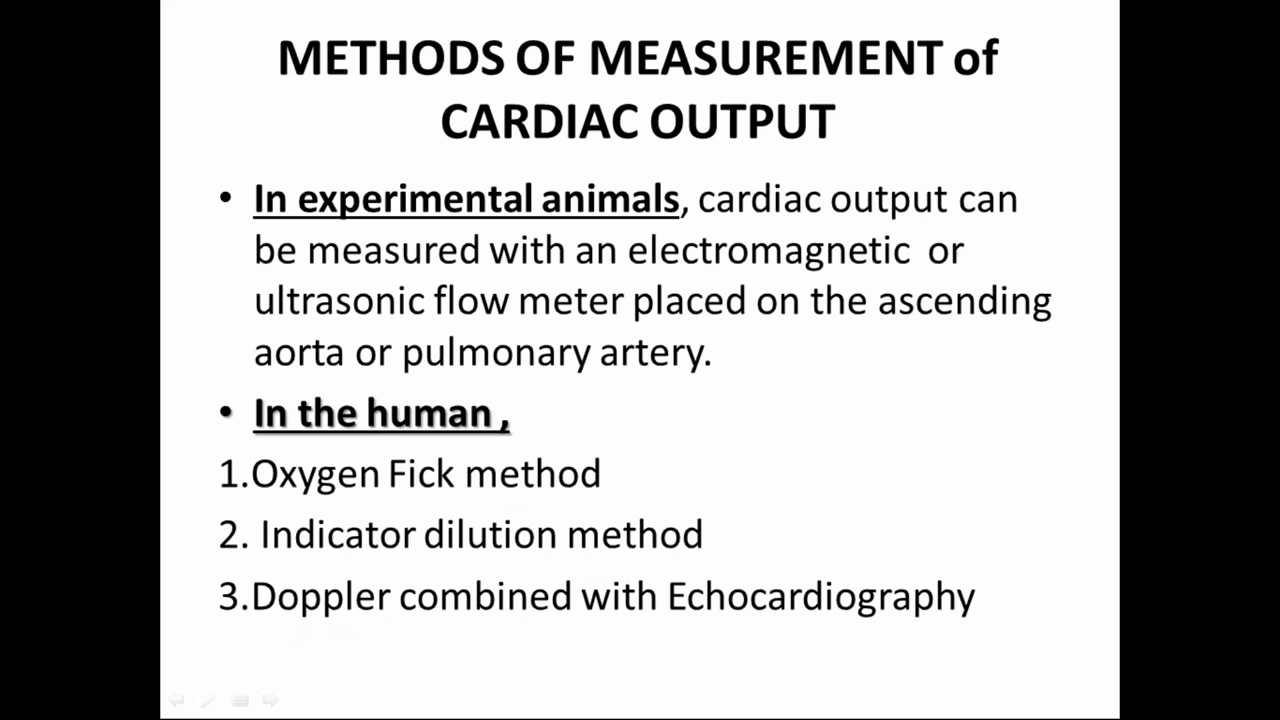 METHODS OF MEASUREMENT of
CARDIAC OUTPUT
• In experimental animals, cardiac output can
be measured with an electromagnetic or
ultrasonic flow meter placed on the ascending
aorta or pulmonary artery.
• In the human ,
1.Oxygen Fick method
2. Indicator dilution method
3.Doppler combined with Echocardiography